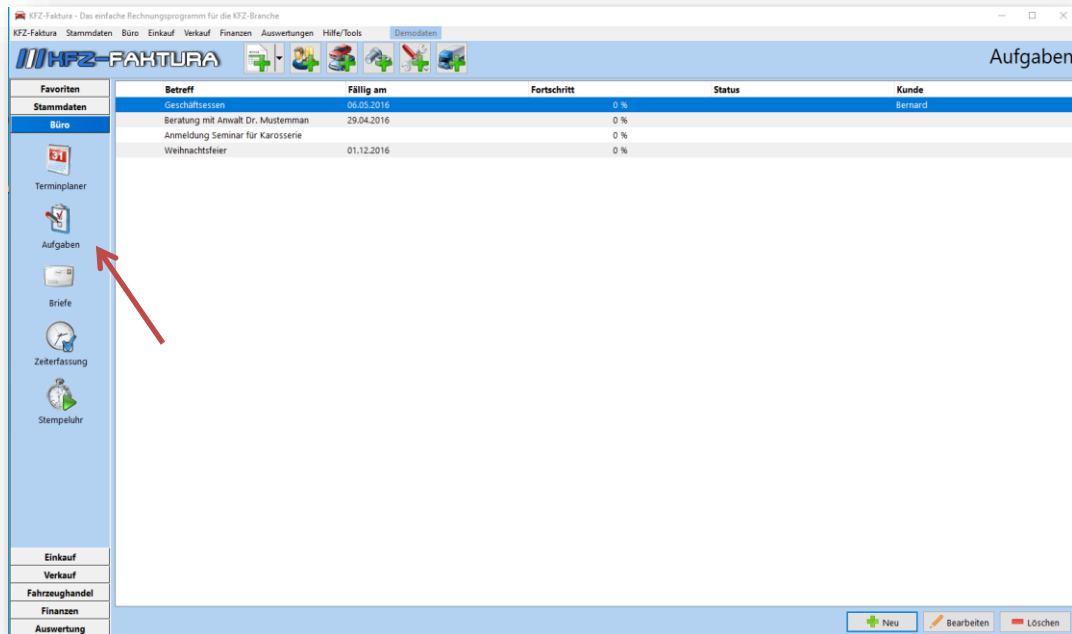 KFZ-Faktura - Das einfache Rechnungsprogramm für die KFZ-Branche
KFZ-Faktura Stammdaten Büro Einkauf Verkauf Finanzen Auswertungen Hilfe/Tools Demodaten
KFZ-FAKTURA
Aufgaben
Favoriten
Stammdaten
Büro
31
Terminplaner
Aufgaben
Briefe
Zeiterfassung
Stempeluhr
Einkauf
Verkauf
Fahrzeughandel
Finanzen
Auswertung
Betreff Fällig am Fortschritt Status Kunde
Geschäftsessen 06.05.2016 0 % Bernard
Beratung mit Anwalt Dr. Mustemman 29.04.2016 0 %
Anmeldung Seminar für Karosserie 0 %
Weihnachtsfeier 01.12.2016 0 %
Neu Bearbeiten Löschen